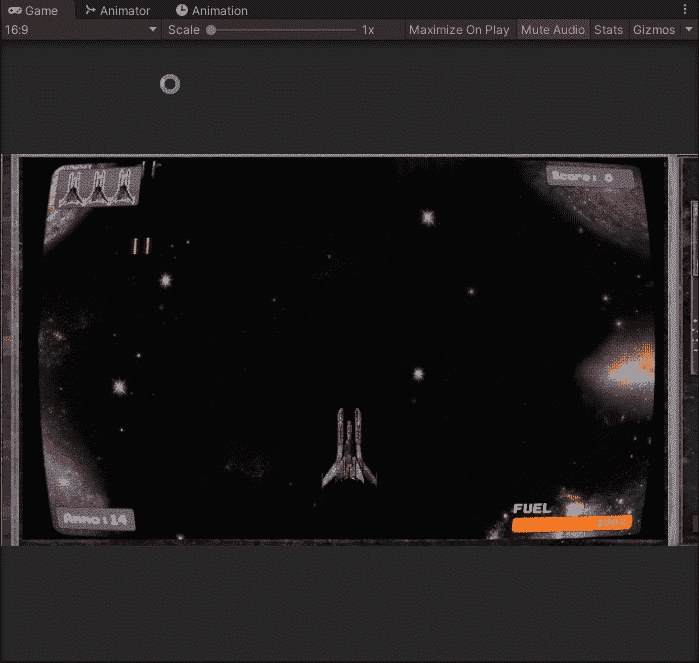 Game Animator Animation
16:9 Scale 1x Maximize On Play Mute Audio Stats Gizmos
Score: 0
Ammo:14
FUEL